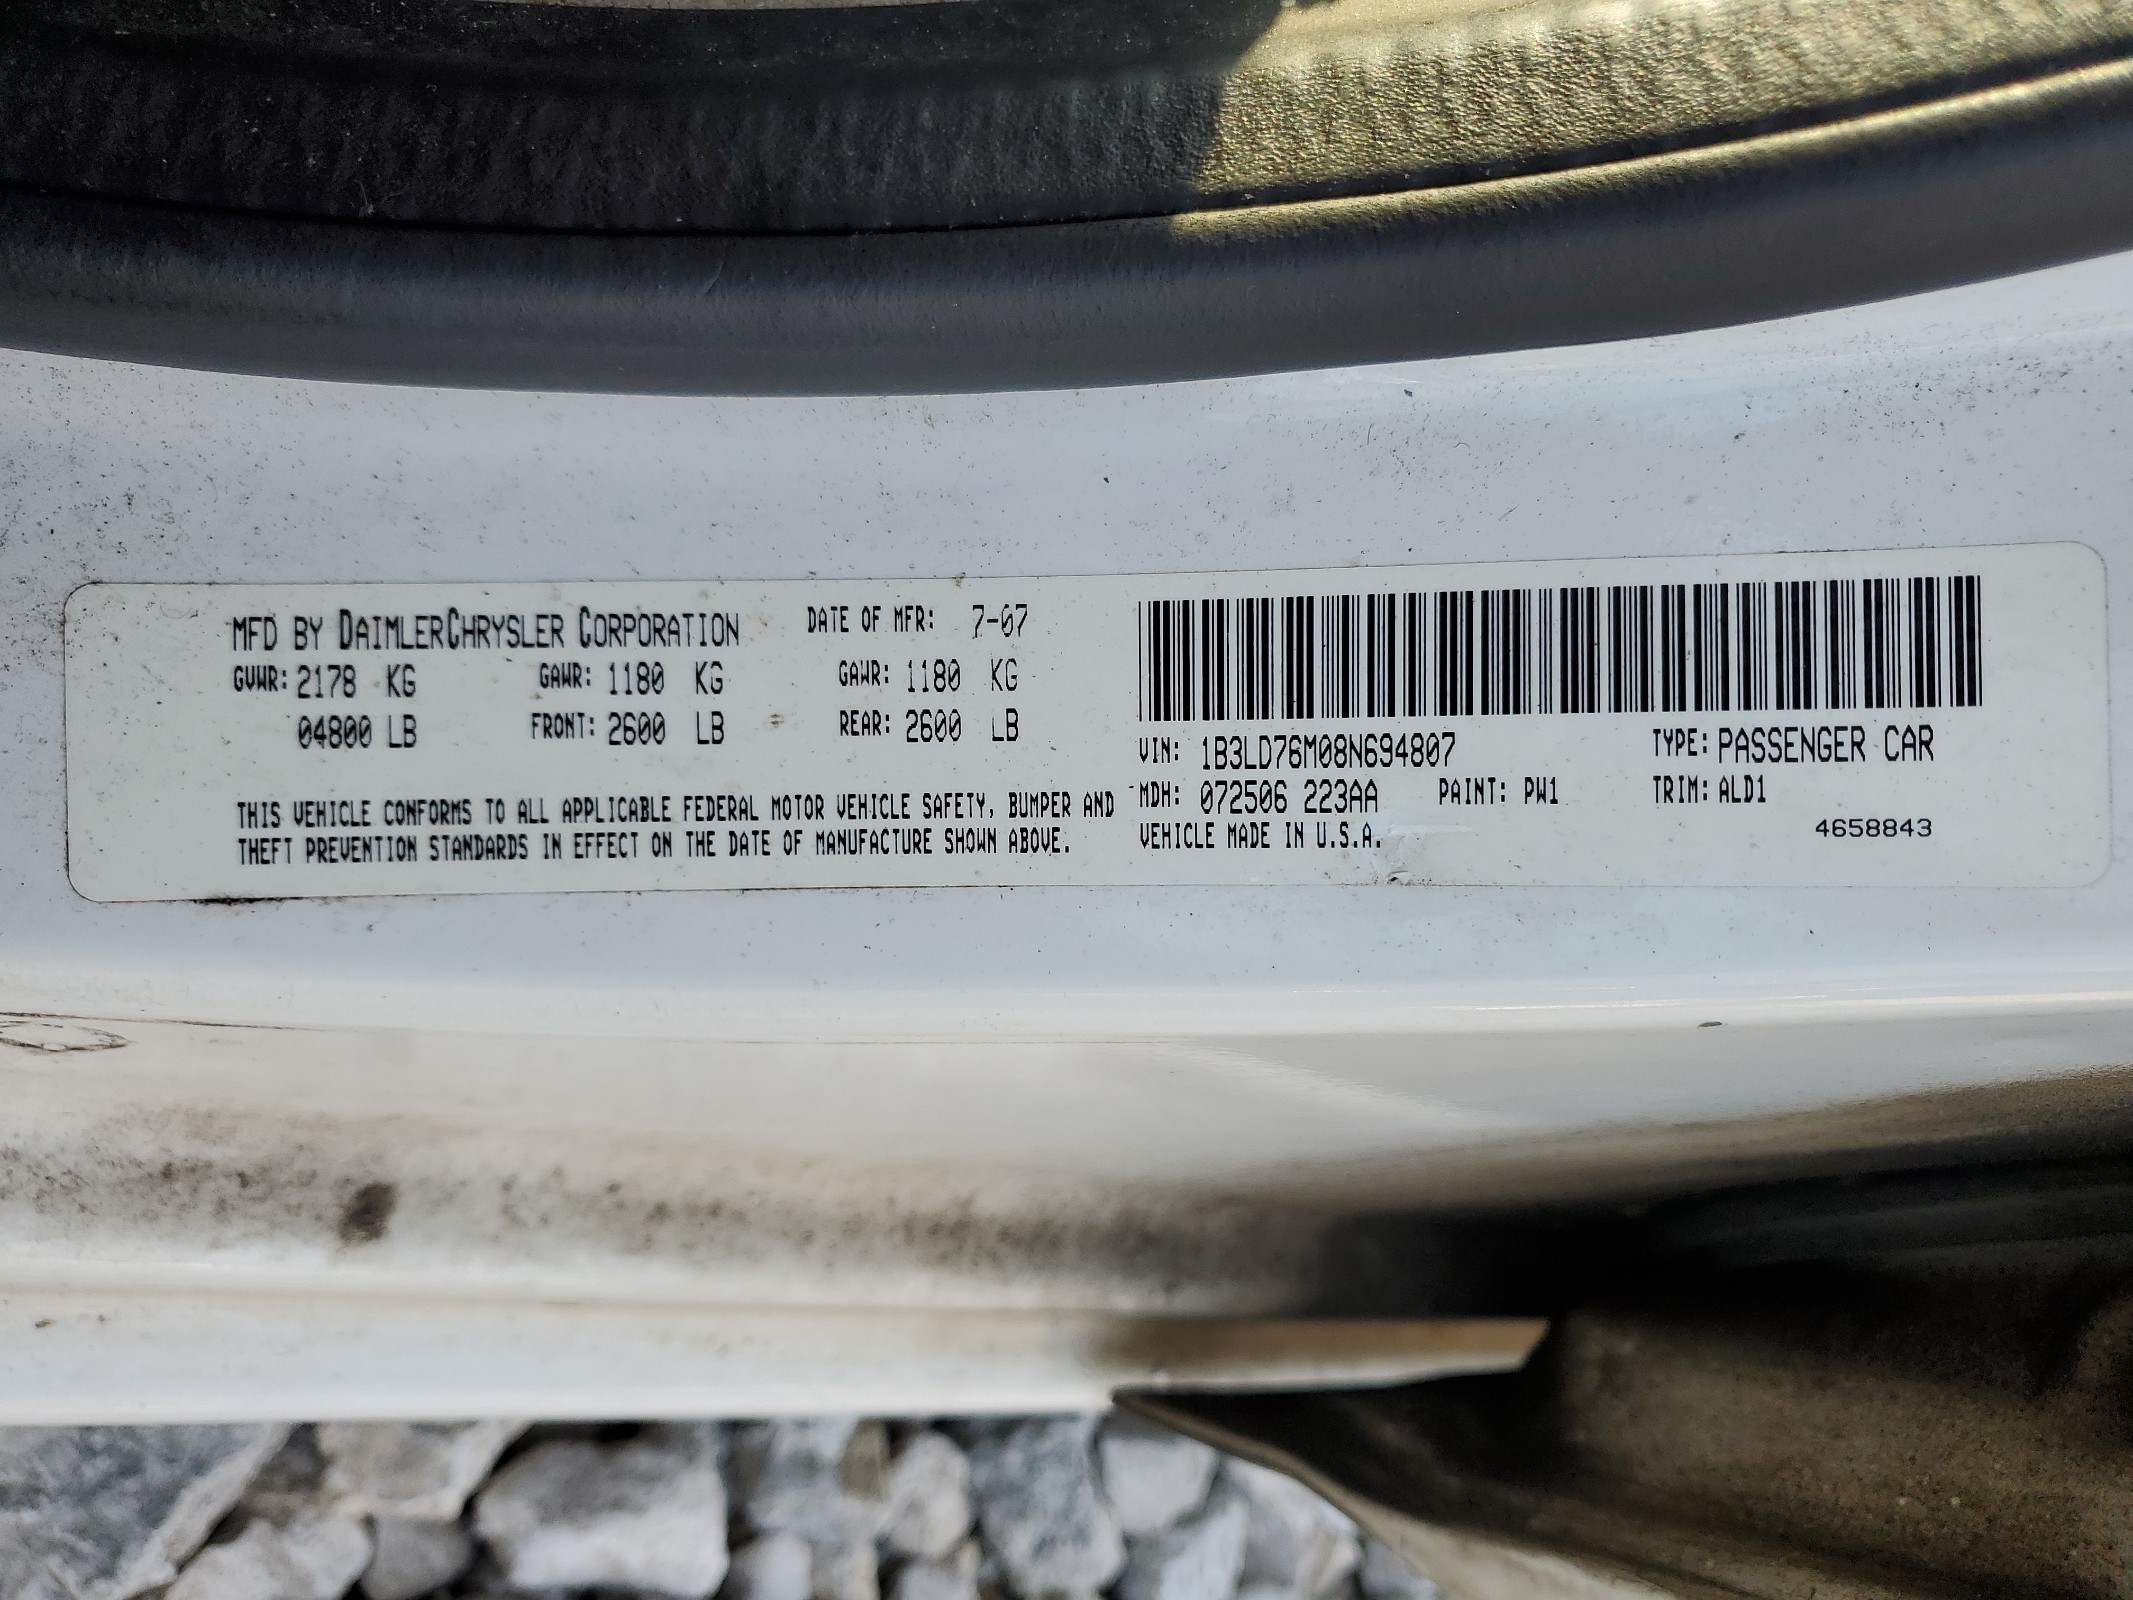 MFD BY DAIMLERCHRYSLER CORPORATION DATE OF MFR: 7-07
GVWR: 2178 KG GAWR: 1180 KG GAWR: 1180 KG
04800 LB FRONT: 2600 LB REAR: 2600 LB
THIS VEHICLE CONFORMS TO ALL APPLICABLE FEDERAL MOTOR VEHICLE SAFETY, BUMPER AND
THEFT PREVENTION STANDARDS IN EFFECT ON THE DATE OF MANUFACTURE SHOWN ABOVE.
VIN: 1B3LD76M08N694807 TYPE: PASSENGER CAR
MDH: 072506 223AA PAINT: PW1 TRIM: ALD1
VEHICLE MADE IN U.S.A. 4658843